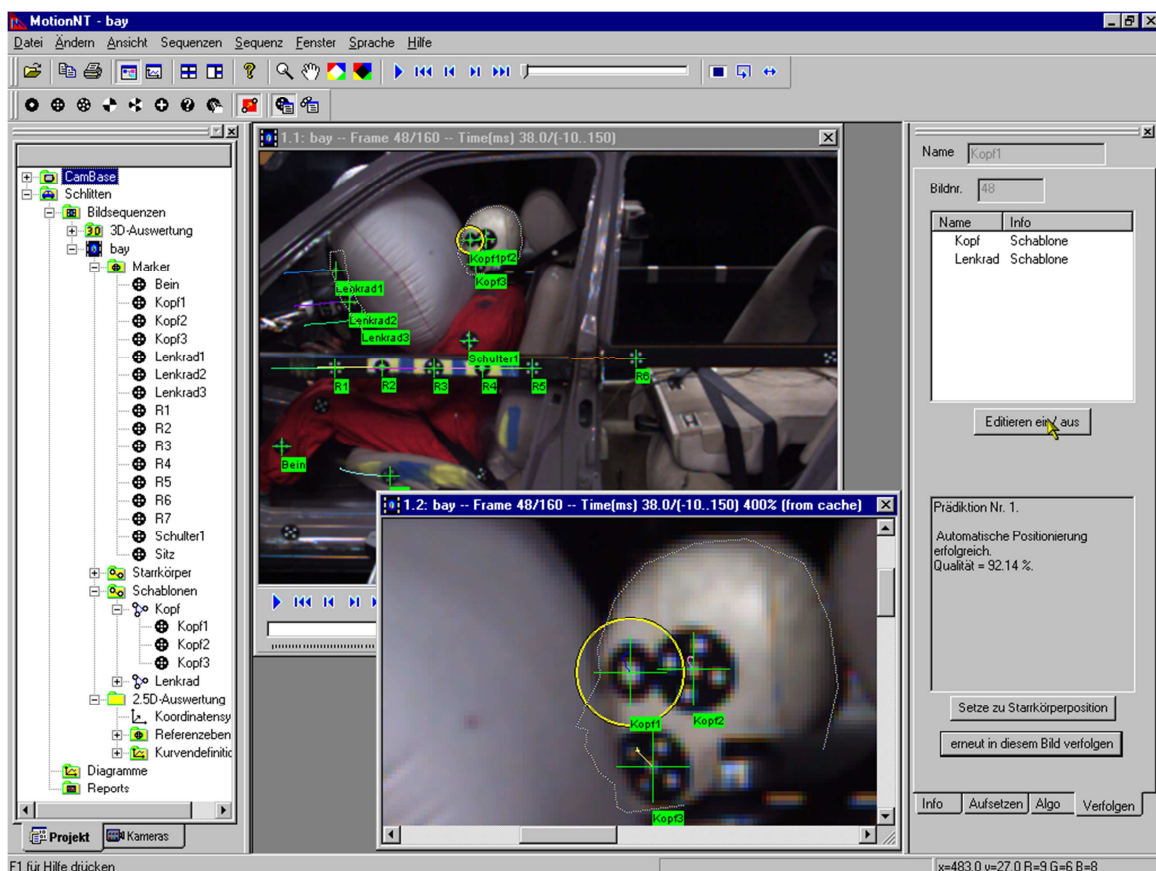 MotionNT - bay
Datei Ändern Ansicht Sequenzen Sequenz Fenster Sprache Hilfe
CamBase
Schlitten
Bildsequenzen
3D 3D-Auswertung
bay
Marker
Bein
Kopf1
Kopf2
Kopf3
Lenkrad1
Lenkrad2
Lenkrad3
R1
R2
R3
R4
R5
R6
R7
Schulter1
Sitz
Starrkörper
Schablonen
Kopf
Kopf1
Kopf2
Kopf3
Lenkrad
2.5D-Auswertung
Koordinatensy
Referenzeben
Kurvendefinitic
Diagramme
Reports
Projekt Kameras
1.1: bay -- Frame 48/160 -- Time(ms) 38.0/(-10..150)
Kopf1pf2
Kopf3
Lenkrad1
Lenkrad2
Lenkrad3
Schulter1
R1 R2 R3 R4 R5 R6
Bein
1.2: bay -- Frame 48/160 -- Time(ms) 38.0/(-10..150) 400% (from cache)
Kopf1 Kopf2
Kopf3
Name Kopf1
Bildnr. 48
Name Info
Kopf Schablone
Lenkrad Schablone
Editieren ein / aus
Prädiktion Nr. 1.
Automatische Positionierung
erfolgreich.
Qualität = 92.14 %.
Setze zu Starrkörperposition
erneut in diesem Bild verfolgen
Info Aufsetzen Algo Verfolgen
F1 für Hilfe drücken
x=483.0 y=27.0 R=9 G=6 B=8